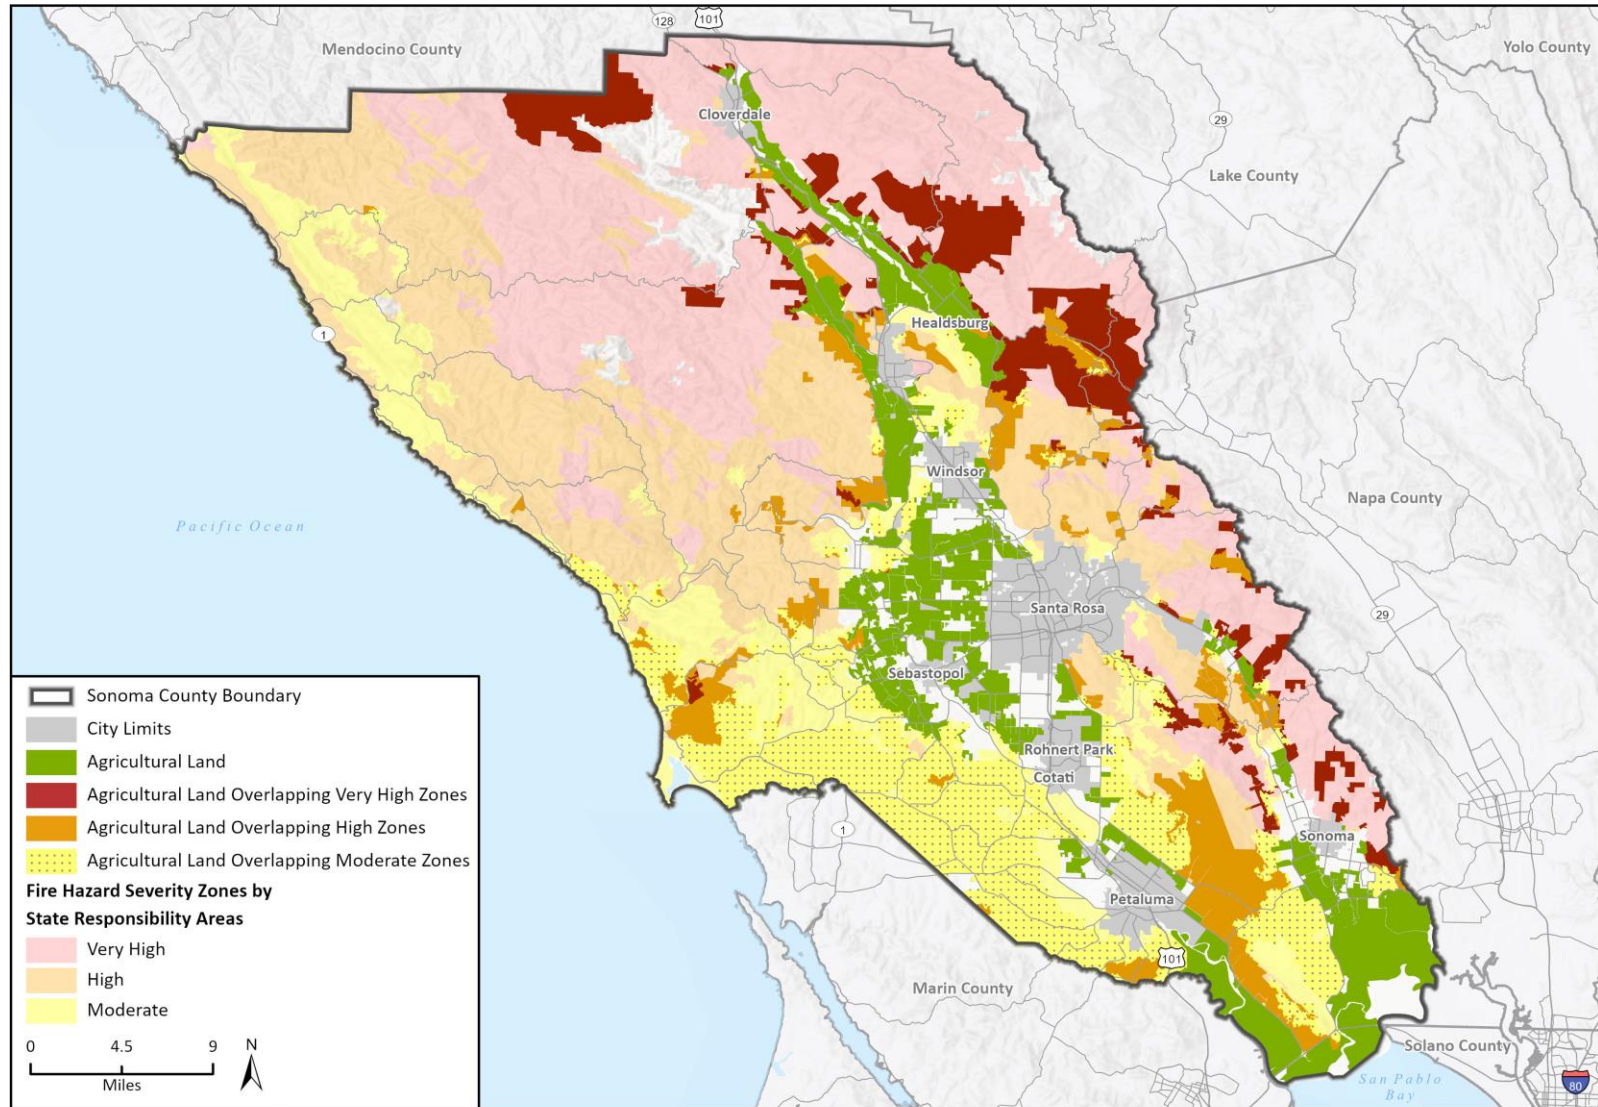 128
101
Mendocino County
Yolo County
Cloverdale
29
Lake County
1
Healdsburg
Windsor
Napa County
Pacific Ocean
Santa Rosa
29
Sebastopol
Rohnert Park
Cotati
1
Sonoma
Petaluma
101
Marin County
Solano County
San Pablo
Bay
80
Sonoma County Boundary
City Limits
Agricultural Land
Agricultural Land Overlapping Very High Zones
Agricultural Land Overlapping High Zones
Agricultural Land Overlapping Moderate Zones
Fire Hazard Severity Zones by
State Responsibility Areas
Very High
High
Moderate
0 4.5 9
Miles
N